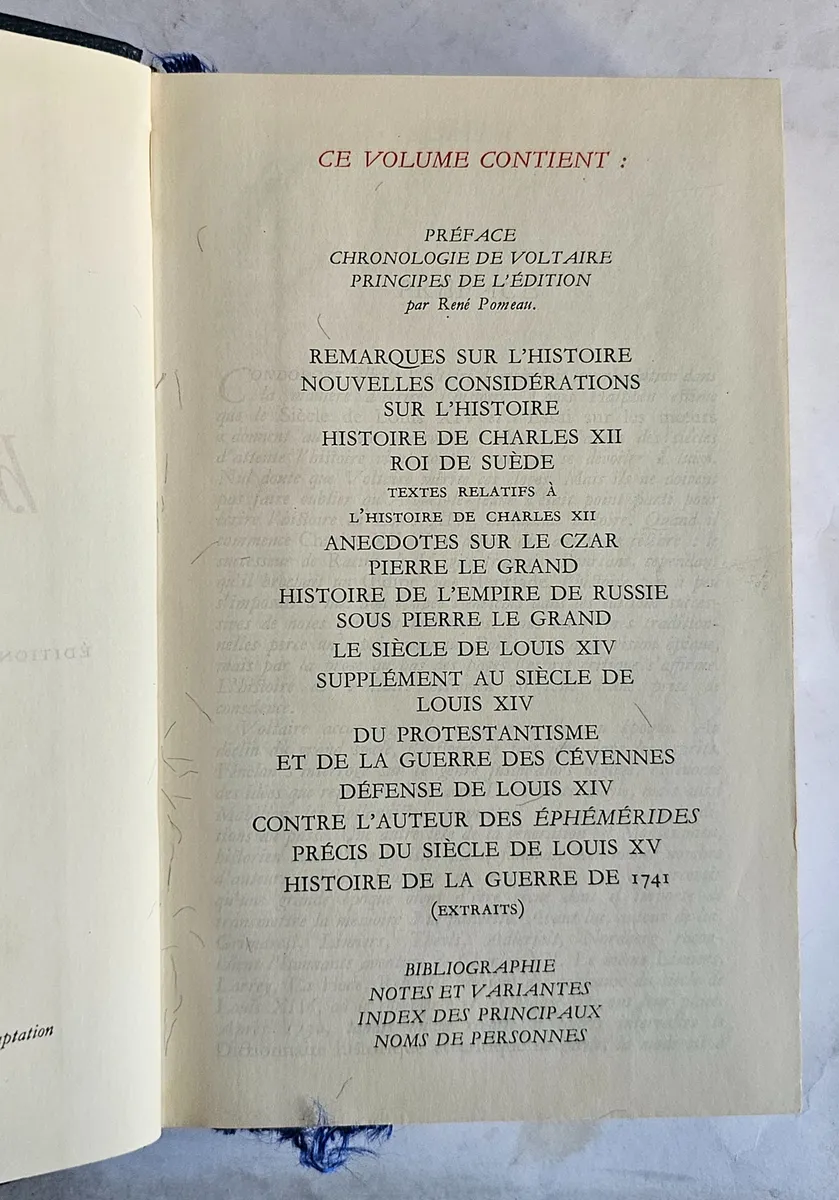 CE VOLUME CONTIENT :
PRÉFACE
CHRONOLOGIE DE VOLTAIRE
PRINCIPES DE L'ÉDITION
par René Pomeau.
REMARQUES SUR L'HISTOIRE
NOUVELLES CONSIDÉRATIONS
SUR L'HISTOIRE
HISTOIRE DE CHARLES XII
ROI DE SUÈDE
TEXTES RELATIFS À
L'HISTOIRE DE CHARLES XII
ANECDOTES SUR LE CZAR
PIERRE LE GRAND
HISTOIRE DE L'EMPIRE DE RUSSIE
SOUS PIERRE LE GRAND
LE SIÈCLE DE LOUIS XIV
SUPPLÉMENT AU SIÈCLE DE
LOUIS XIV
DU PROTESTANTISME
ET DE LA GUERRE DES CÉVENNES
DÉFENSE DE LOUIS XIV
CONTRE L'AUTEUR DES ÉPHÉMÉRIDES
PRÉCIS DU SIÈCLE DE LOUIS XV
HISTOIRE DE LA GUERRE DE 1741
(EXTRAITS)
BIBLIOGRAPHIE
NOTES ET VARIANTES
INDEX DES PRINCIPAUX
NOMS DE PERSONNES
ptation